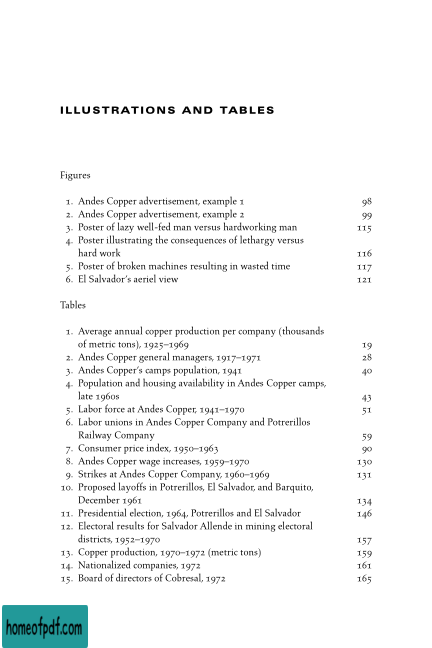 ILLUSTRATIONS AND TABLES
Figures
1. Andes Copper advertisement, example 1 98
2. Andes Copper advertisement, example 2 99
3. Poster of lazy well-fed man versus hardworking man 115
4. Poster illustrating the consequences of lethargy versus
hard work 116
5. Poster of broken machines resulting in wasted time 117
6. El Salvador's aeriel view 121
Tables
1. Average annual copper production per company (thousands
of metric tons), 1925–1969 19
2. Andes Copper general managers, 1917–1971 28
3. Andes Copper's camps population, 1941 40
4. Population and housing availability in Andes Copper camps,
late 1960s 43
5. Labor force at Andes Copper, 1941–1970 51
6. Labor unions in Andes Copper Company and Potrerillos
Railway Company 59
7. Consumer price index, 1950–1963 90
8. Andes Copper wage increases, 1959–1970 130
9. Strikes at Andes Copper Company, 1960–1969 131
10. Proposed layoffs in Potrerillos, El Salvador, and Barquito,
December 1961 134
11. Presidential election, 1964, Potrerillos and El Salvador 146
12. Electoral results for Salvador Allende in mining electoral
districts, 1952–1970 157
13. Copper production, 1970–1972 (metric tons) 159
14. Nationalized companies, 1972 161
15. Board of directors of Cobresal, 1972 165
homeofpdf.com